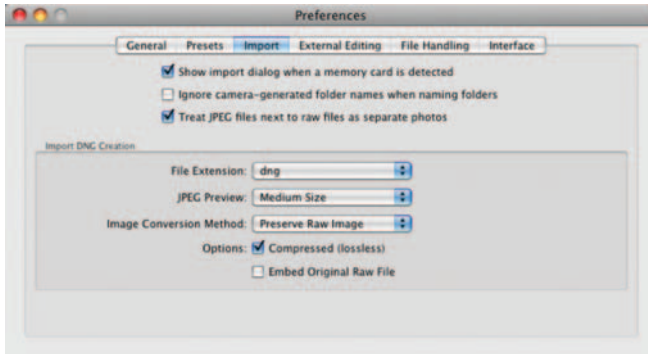 Preferences
General Presets Import External Editing File Handling Interface
Show import dialog when a memory card is detected
Ignore camera-generated folder names when naming folders
Treat JPEG files next to raw files as separate photos
Import DNG Creation
File Extension: dng
JPEG Preview: Medium Size
Image Conversion Method: Preserve Raw Image
Options: Compressed (lossless)
Embed Original Raw File